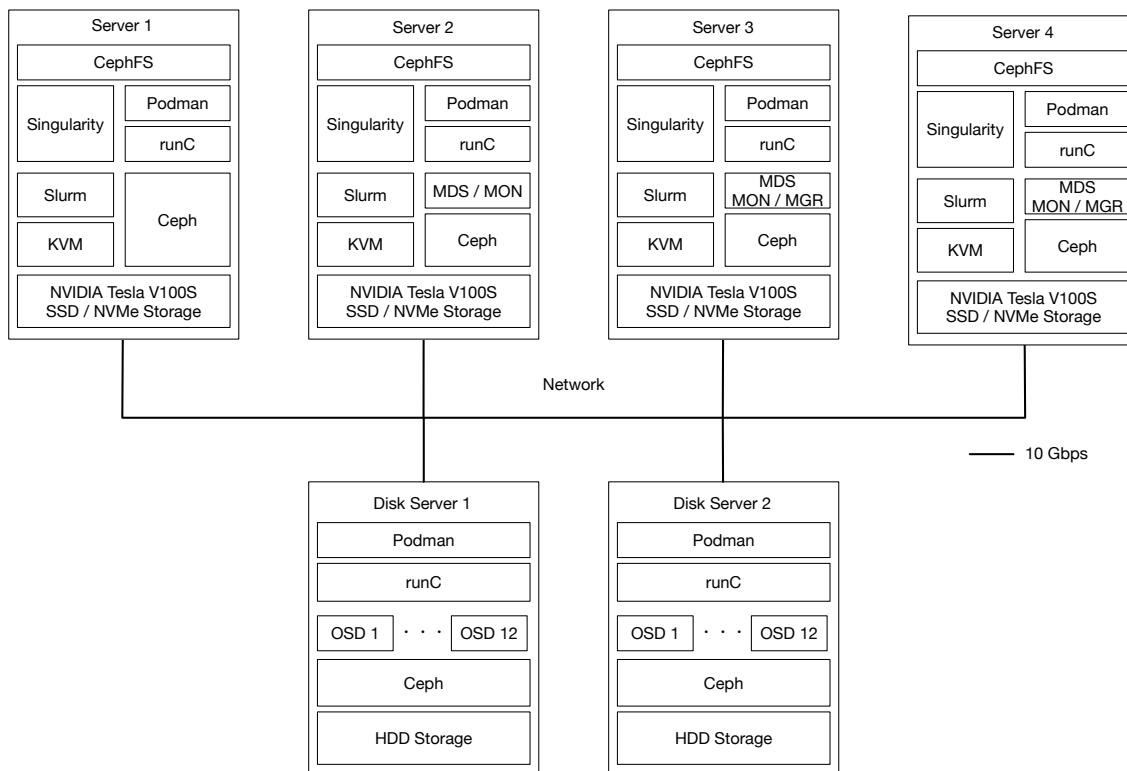 Server 1
CephFS
Singularity
Podman
runC
Slurm
KVM
Ceph
NVIDIA Tesla V100S
SSD / NVMe Storage
Server 2
CephFS
Singularity
Podman
runC
Slurm
MDS / MON
KVM
Ceph
NVIDIA Tesla V100S
SSD / NVMe Storage
Server 3
CephFS
Singularity
Podman
runC
Slurm
MDS
MON / MGR
KVM
Ceph
NVIDIA Tesla V100S
SSD / NVMe Storage
Server 4
CephFS
Singularity
Podman
runC
Slurm
MDS
MON / MGR
KVM
Ceph
NVIDIA Tesla V100S
SSD / NVMe Storage
Network
10 Gbps
Disk Server 1
Podman
runC
OSD 1 · · · OSD 12
Ceph
HDD Storage
Disk Server 2
Podman
runC
OSD 1 · · · OSD 12
Ceph
HDD Storage